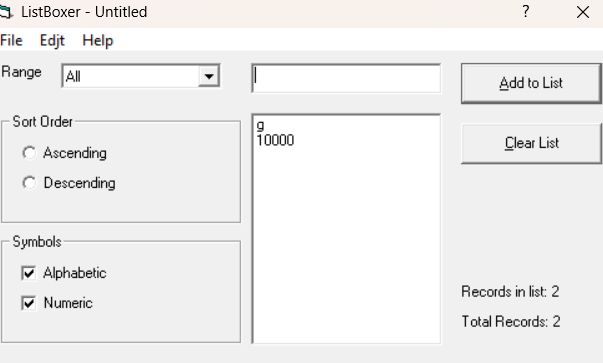 ListBoxer - Untitled ?
File Edjt Help
Range All Add to List
Sort Order
Ascending
Descending
g
10000
Clear List
Symbols
Alphabetic
Numeric
Records in list: 2
Total Records: 2